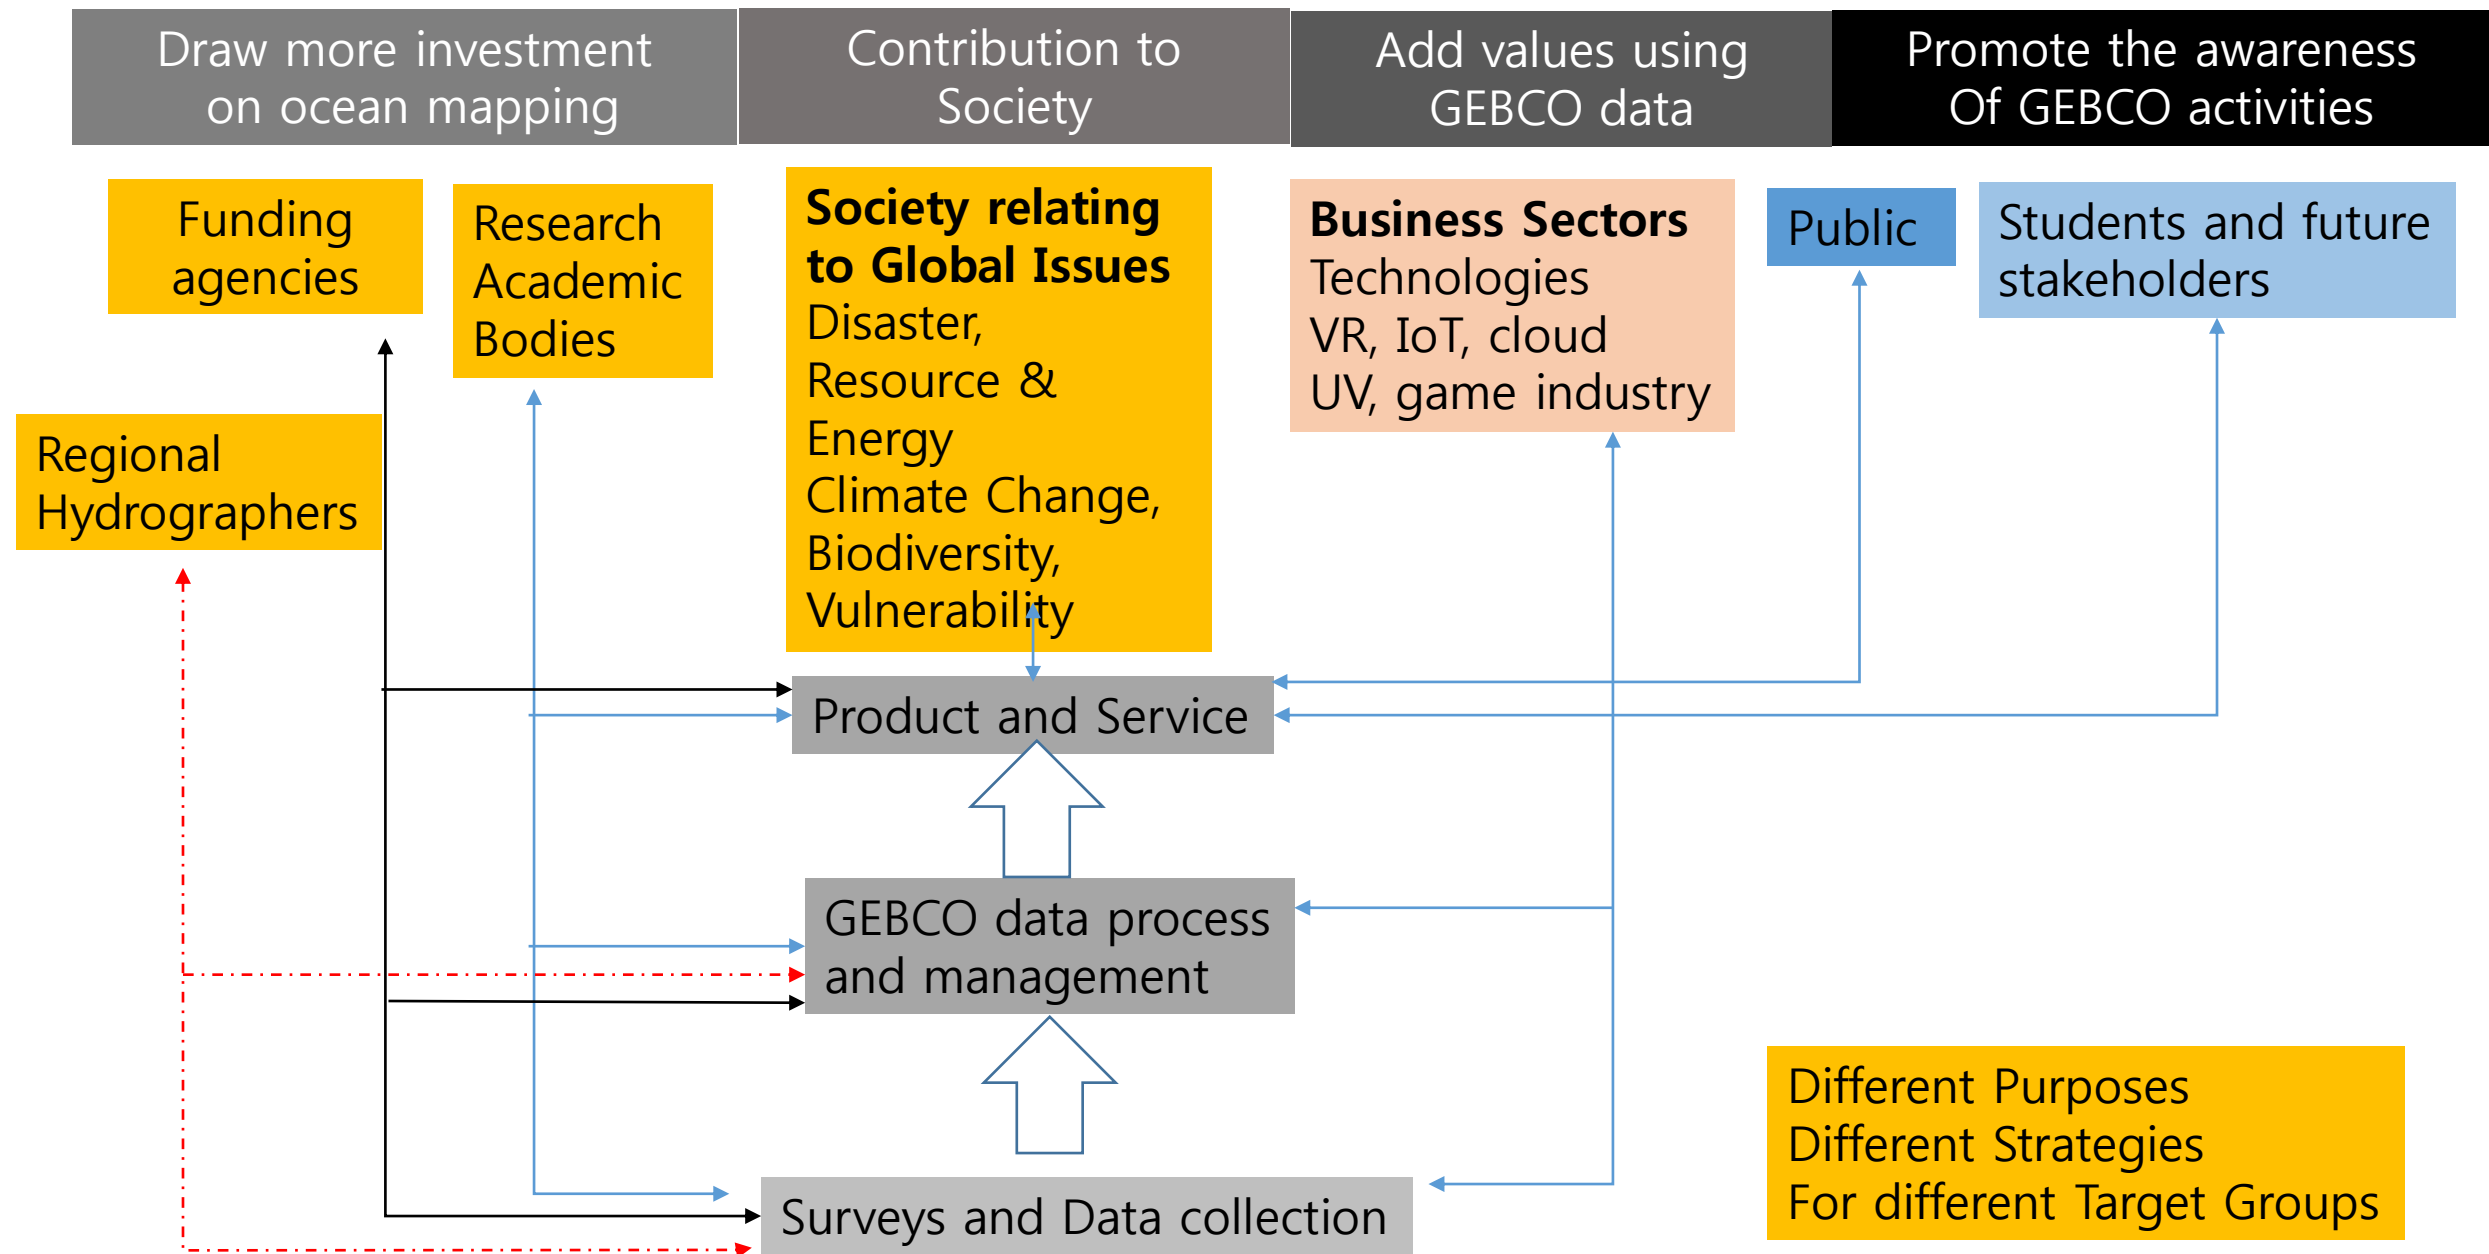 Draw more investment
on ocean mapping
Contribution to
Society
Add values using
GEBCO data
Promote the awareness
Of GEBCO activities
Funding
agencies
Research
Academic
Bodies
Society relating
to Global Issues
Disaster,
Resource &
Energy
Climate Change,
Biodiversity,
Vulnerability
Business Sectors
Technologies
VR, IoT, cloud
UV, game industry
Public
Students and future
stakeholders
Regional
Hydrographers
Product and Service
GEBCO data process
and management
Surveys and Data collection
Different Purposes
Different Strategies
For different Target Groups